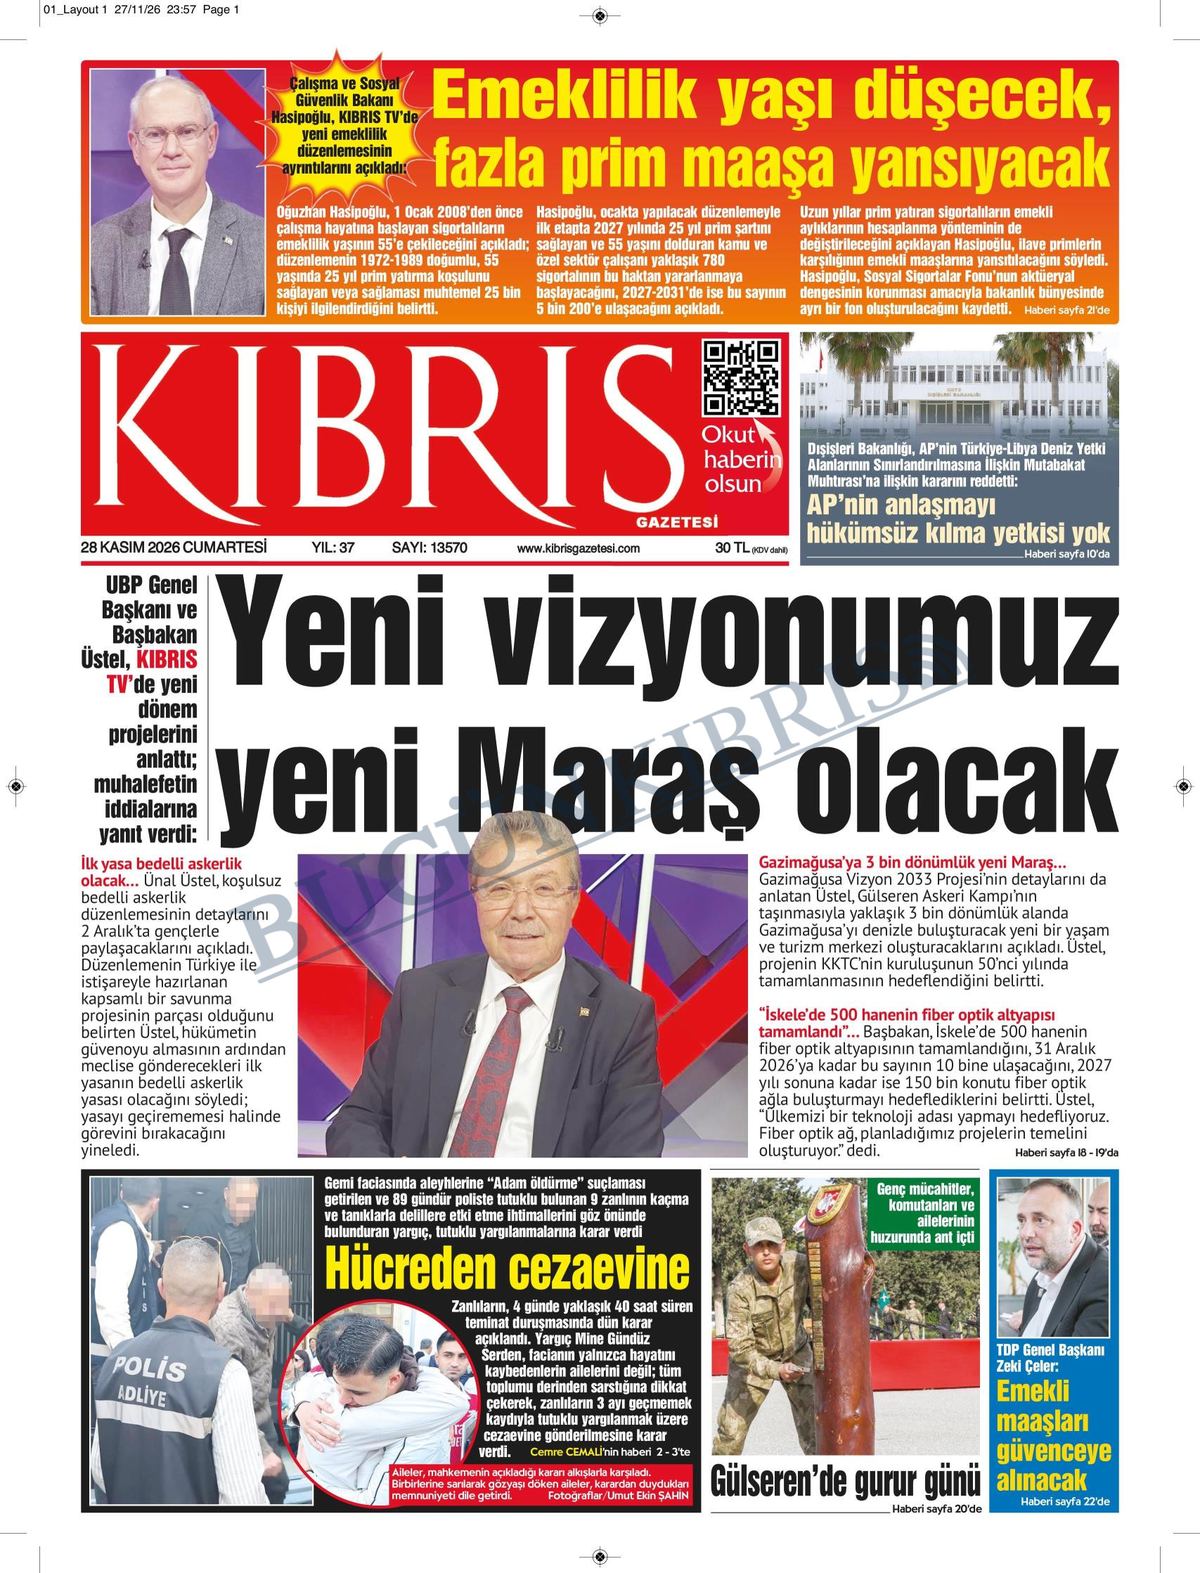 01_Layout 1 27/11/26 23:57 Page 1
Çalışma ve Sosyal
Güvenlik Bakanı
Hasipoğlu, KIBRIS TV’de
yeni emeklilik
düzenlemesinin
ayrıntılarını açıkladı:
Emeklilik yaşı düşecek,
fazla prim maaşa yansıyacak
Oğuzhan Hasipoğlu, 1 Ocak 2008’den önce
çalışma hayatına başlayan sigortalıların
emeklilik yaşının 55’e çekileceğini açıkladı;
düzenlemenin 1972-1989 doğumlu, 55
yaşında 25 yıl prim yatırma koşulunu
sağlayan veya sağlaması muhtemel 25 bin
kişiyi ilgilendirdiğini belirtti.
Hasipoğlu, ocakta yapılacak düzenlemeyle
ilk etapta 2027 yılında 25 yıl prim şartını
sağlayan ve 55 yaşını dolduran kamu ve
özel sektör çalışanı yaklaşık 780
sigortalının bu haktan yararlanmaya
başlayacağını, 2027-2031’de ise bu sayının
5 bin 200’e ulaşacağını açıkladı.
Uzun yıllar prim yatıran sigortalıların emekli
aylıklarının hesaplanma yönteminin de
değiştirileceğini açıklayan Hasipoğlu, ilave primlerin
karşılığının emekli maaşlarına yansıtılacağını söyledi.
Hasipoğlu, Sosyal Sigortalar Fonu’nun aktüeryal
dengesinin korunması amacıyla bakanlık bünyesinde
ayrı bir fon oluşturulacağını kaydetti. Haberi sayfa 21’de
KIBRIS
GAZETESİ
Okut
haberin
olsun
28 KASIM 2026 CUMARTESİ YIL: 37 SAYI: 13570 www.kibrisgazetesi.com 30 TL (KDV dahil)
KKTC
DIŞİŞLERİ BAKANLIĞI
Dışişleri Bakanlığı, AP’nin Türkiye-Libya Deniz Yetki
Alanlarının Sınırlandırılmasına İlişkin Mutabakat
Muhtırası’na ilişkin kararını reddetti:
AP’nin anlaşmayı
hükümsüz kılma yetkisi yok
Haberi sayfa 10’da
UBP Genel
Başkanı ve
Başbakan
Üstel, KIBRIS
TV’de yeni
dönem
projelerini
anlattı;
muhalefetin
iddialarına
yanıt verdi:
Yeni vizyonumuz
yeni Maraş olacak
BUGÜN KIBRIS
İlk yasa bedelli askerlik
olacak... Ünal Üstel, koşulsuz
bedelli askerlik
düzenlemesinin detaylarını
2 Aralık’ta gençlerle
paylaşacaklarını açıkladı.
Düzenlemenin Türkiye ile
istişareyle hazırlanan
kapsamlı bir savunma
projesinin parçası olduğunu
belirten Üstel, hükümetin
güvenoyu almasının ardından
meclise gönderecekleri ilk
yasanın bedelli askerlik
yasası olacağını söyledi;
yasayı geçirememesi halinde
görevini bırakacağını
yineledi.
Gazimağusa’ya 3 bin dönümlük yeni Maraş...
Gazimağusa Vizyon 2033 Projesi’nin detaylarını da
anlatan Üstel, Gülseren Askeri Kampı’nın
taşınmasıyla yaklaşık 3 bin dönümlük alanda
Gazimağusa’yı denizle buluşturacak yeni bir yaşam
ve turizm merkezi oluşturacaklarını açıkladı. Üstel,
projenin KKTC’nin kuruluşunun 50’nci yılında
tamamlanmasının hedeflendiğini belirtti.
“İskele’de 500 hanenin fiber optik altyapısı
tamamlandı”... Başbakan, İskele’de 500 hanenin
fiber optik altyapısının tamamlandığını, 31 Aralık
2026’ya kadar bu sayının 10 bine ulaşacağını, 2027
yılı sonuna kadar ise 150 bin konutu fiber optik
ağla buluşturmayı hedeflediklerini belirtti. Üstel,
“Ülkemizi bir teknoloji adası yapmayı hedefliyoruz.
Fiber optik ağ, planladığımız projelerin temelini
oluşturuyor.” dedi. Haberi sayfa 18 - 19’da
Gemi faciasında aleyhlerine “Adam öldürme” suçlaması
getirilen ve 89 gündür poliste tutuklu bulunan 9 zanlının kaçma
ve tanıklarla delillere etki etme ihtimallerini göz önünde
bulunduran yargıç, tutuklu yargılanmalarına karar verdi
Hücreden cezaevine
Zanlıların, 4 günde yaklaşık 40 saat süren
teminat duruşmasında dün karar
açıklandı. Yargıç Mine Gündüz
Serden, facianın yalnızca hayatını
kaybedenlerin ailelerini değil; tüm
toplumu derinden sarstığına dikkat
çekerek, zanlıların 3 ayı geçmemek
kaydıyla tutuklu yargılanmak üzere
cezaevine gönderilmesine karar
verdi. Cemre CEMALİ’nin haberi 2 - 3’te
Aileler, mahkemenin açıkladığı kararı alkışlarla karşıladı.
Birbirlerine sarılarak gözyaşı döken aileler, karardan duydukları
memnuniyeti dile getirdi. Fotoğraflar/Umut Ekin ŞAHİN
POLİS
ADLİYE
Genç mücahitler,
komutanları ve
ailelerinin
huzurunda ant içti
Gülseren’de gurur günü
Haberi sayfa 20’de
TDP Genel Başkanı
Zeki Çeler:
Emekli
maaşları
güvenceye
alınacak
Haberi sayfa 22’de